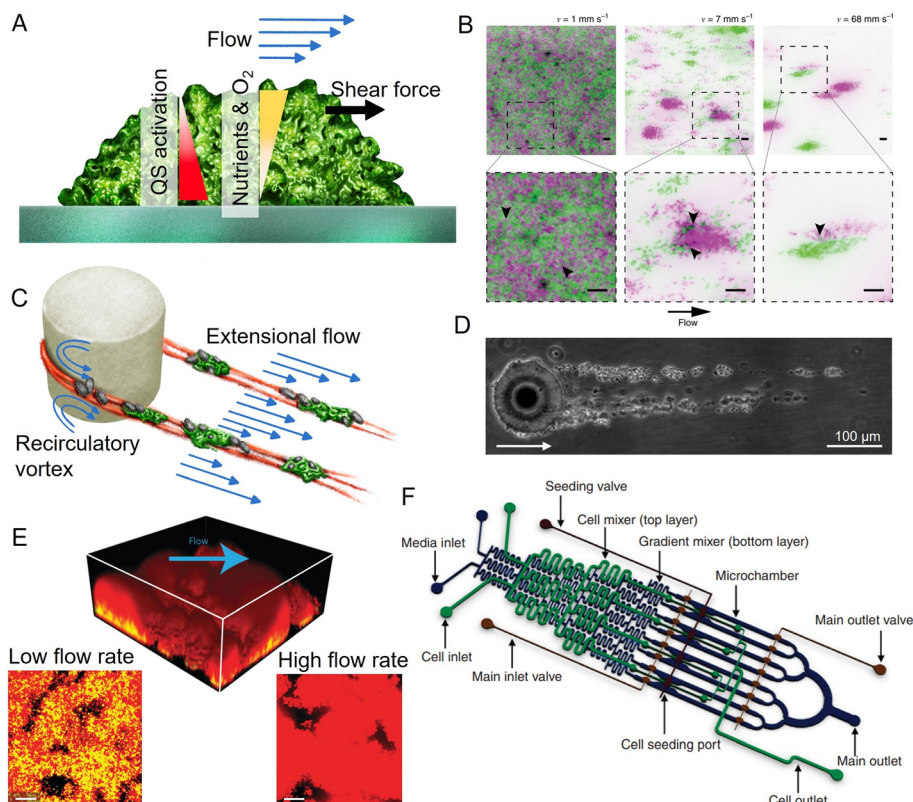 A
Flow
QS activation
Nutrients & O2
Shear force
B
v = 1 mm s⁻¹
v = 7 mm s⁻¹
v = 68 mm s⁻¹
Flow
C
Extensional flow
Recirculatory
vortex
D
100 µm
E
Flow
Low flow rate
High flow rate
F
Seeding valve
Cell mixer (top layer)
Gradient mixer (bottom layer)
Media inlet
Microchamber
Main outlet valve
Cell inlet
Main inlet valve
Cell seeding port
Main outlet
Cell outlet